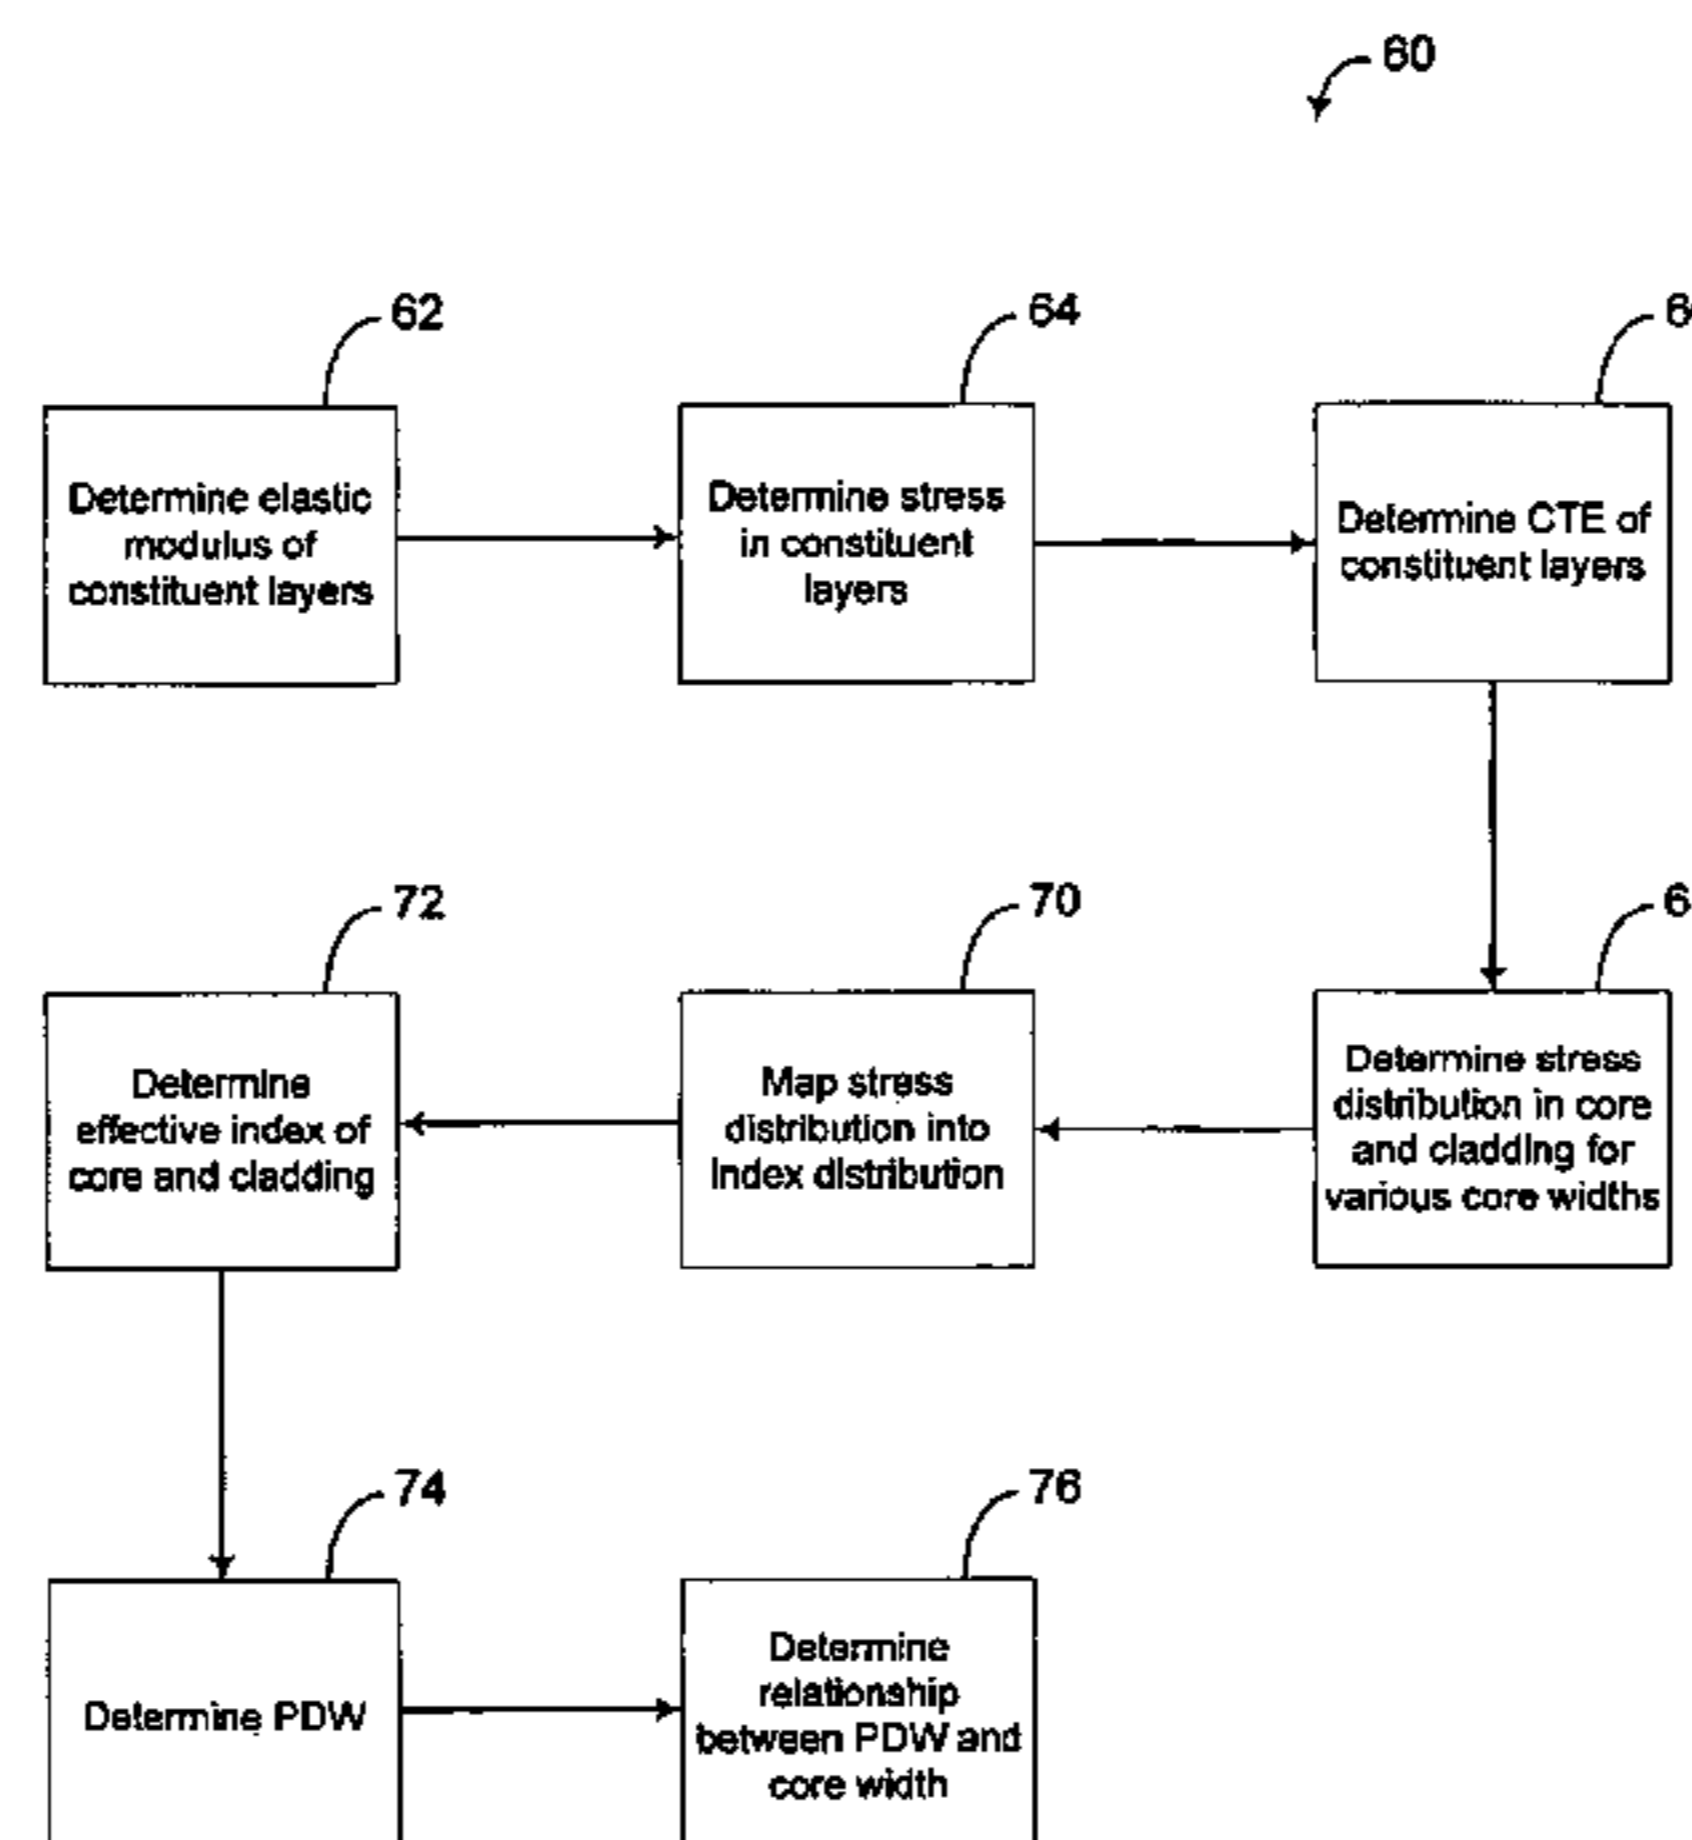 60
62
Determine elastic
modulus of
constituent layers
64
Determine stress
in constituent
layers
Determine CTE of
constituent layers
72
Determine
effective index of
core and cladding
70
Map stress
distribution into
index distribution
Determine stress
distribution in core
and cladding for
various core widths
74
Determine PDW
76
Determine
relationship
between PDW and
core width